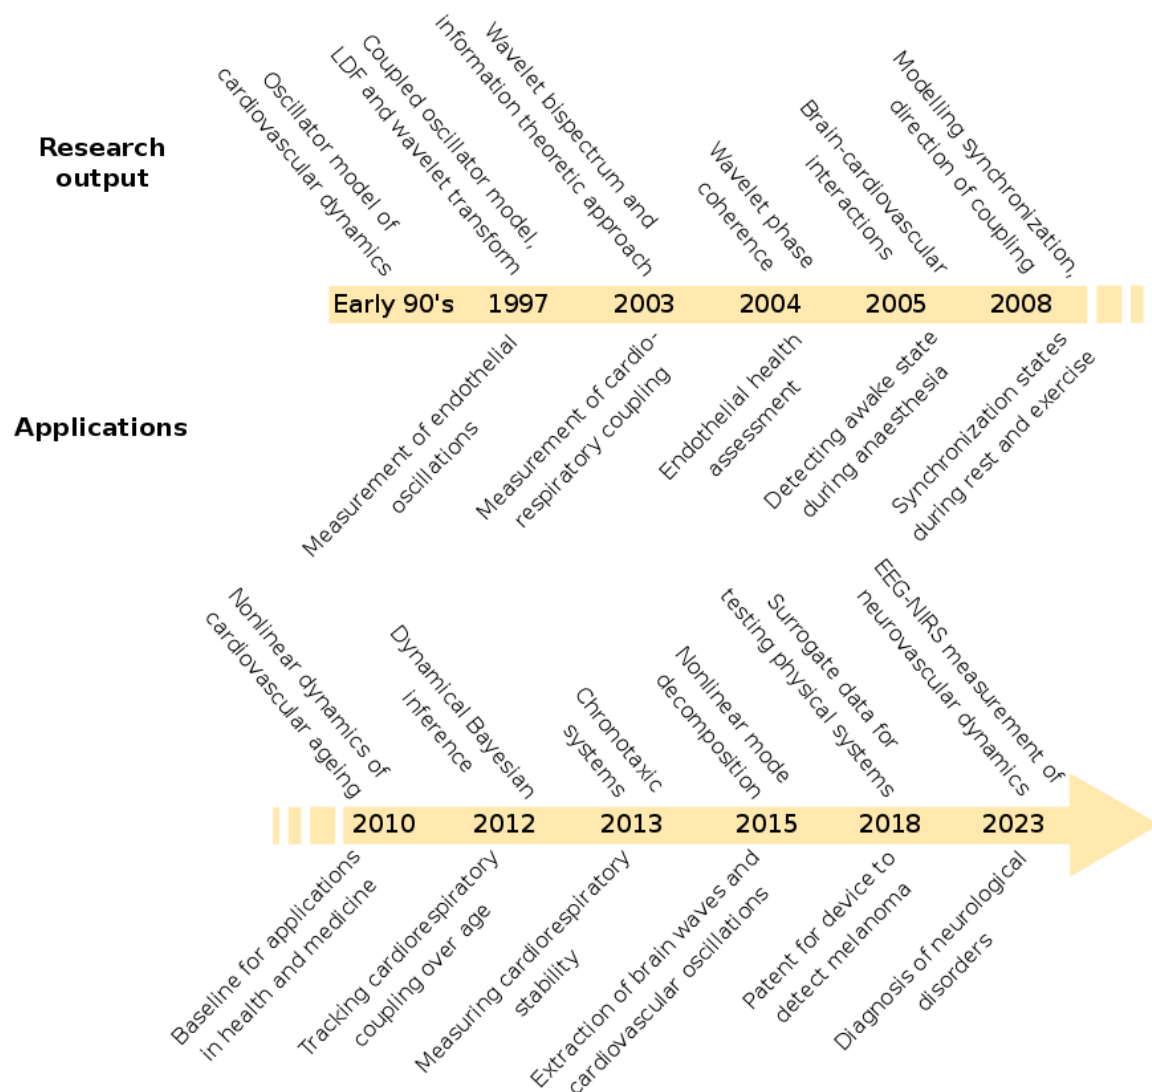 Research
output
Oscillator model of
cardiovascular dynamics
Coupled oscillator model,
LDF and wavelet transform
Wavelet bispectrum and
information theoretic approach
Wavelet phase
coherence
Brain-cardiovascular
interactions
Modelling synchronization,
direction of coupling
Early 90's 1997 2003 2004 2005 2008
Applications
Measurement of endothelial
oscillations
Measurement of cardio-
respiratory coupling
Endothelial health
assessment
Detecting awake state
during anaesthesia
Synchronization states
during rest and exercise
Nonlinear dynamics of
cardiovascular ageing
Dynamical Bayesian
inference
Chronotaxic
systems
Nonlinear mode
decomposition
Surrogate data for
testing physical systems
EEG-NIRS measurement of
neurovascular dynamics
2010 2012 2013 2015 2018 2023
Baseline for applications
in health and medicine
Tracking cardiorespiratory
coupling over age
Measuring cardiorespiratory
stability
Extraction of brain waves and
cardiovascular oscillations
Patent for device to
detect melanoma
Diagnosis of neurological
disorders